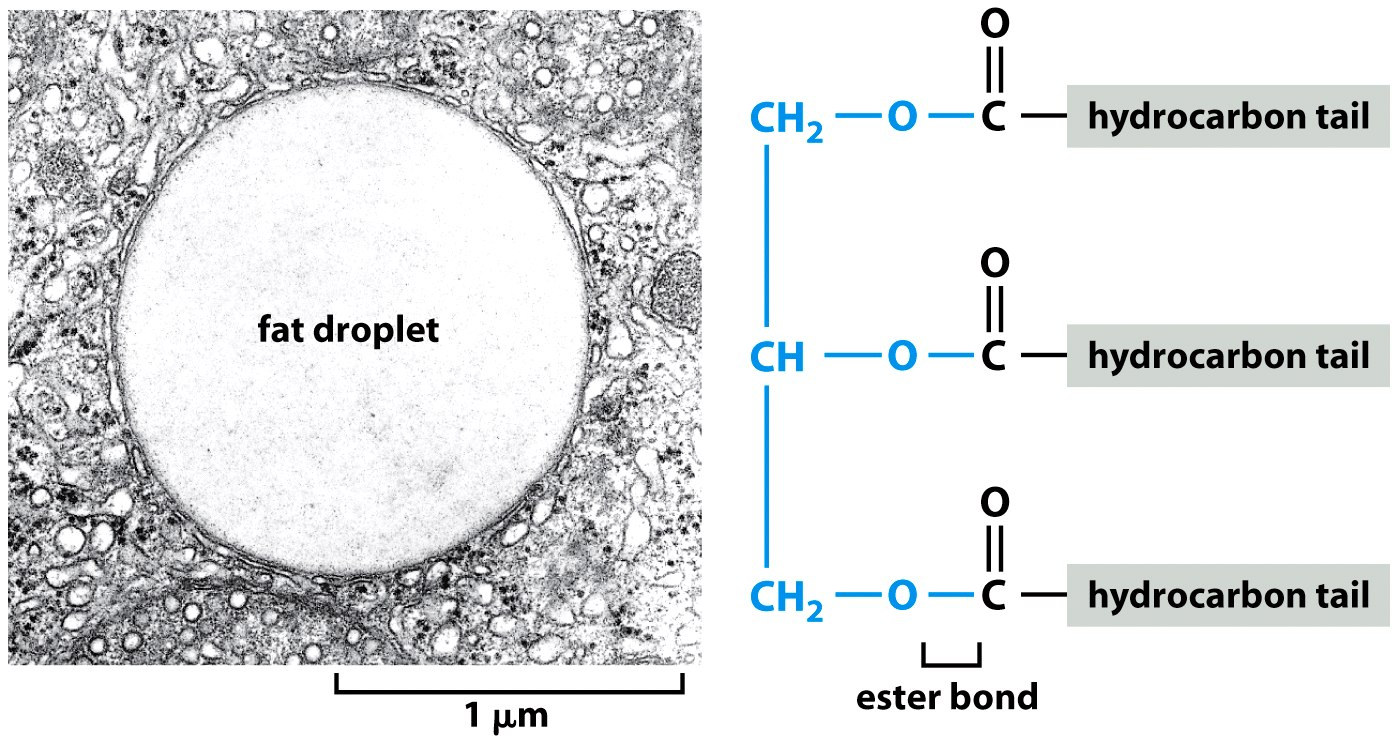 fat droplet
1 μm
O
CH₂ — O — C — hydrocarbon tail
O
CH — O — C — hydrocarbon tail
O
CH₂ — O — C — hydrocarbon tail
ester bond